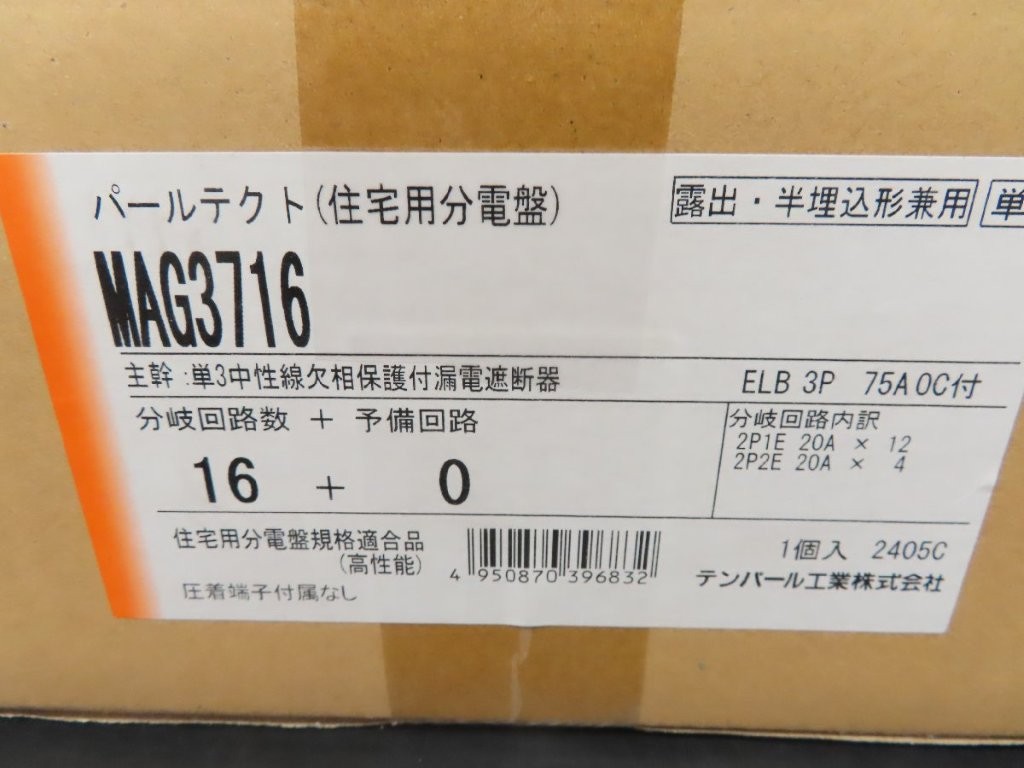 パールテクト(住宅用分電盤)
露出・半埋込形兼用
単
MAG3716
主幹:単3中性線欠相保護付漏電遮断器 ELB 3P 75A OC付
分岐回路数 + 予備回路
16 + 0
分岐回路内訳
2P1E 20A × 12
2P2E 20A × 4
住宅用分電盤規格適合品
(高性能)
圧着端子付属なし
4 950870 396832
1個入 2405C
テンパール工業株式会社